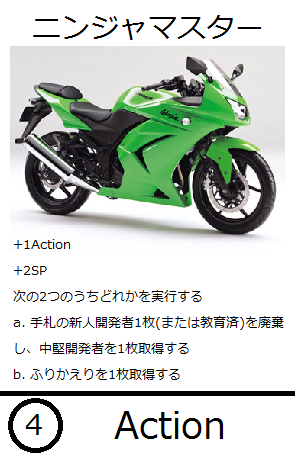 ニンジャマスター
Ninja
+1Action
+2SP
次の2つのうちどれかを実行する
a. 手札の新人開発者1枚(または教育済)を廃棄
し、中堅開発者を1枚取得する
b. ふりかえりを1枚取得する
4 Action